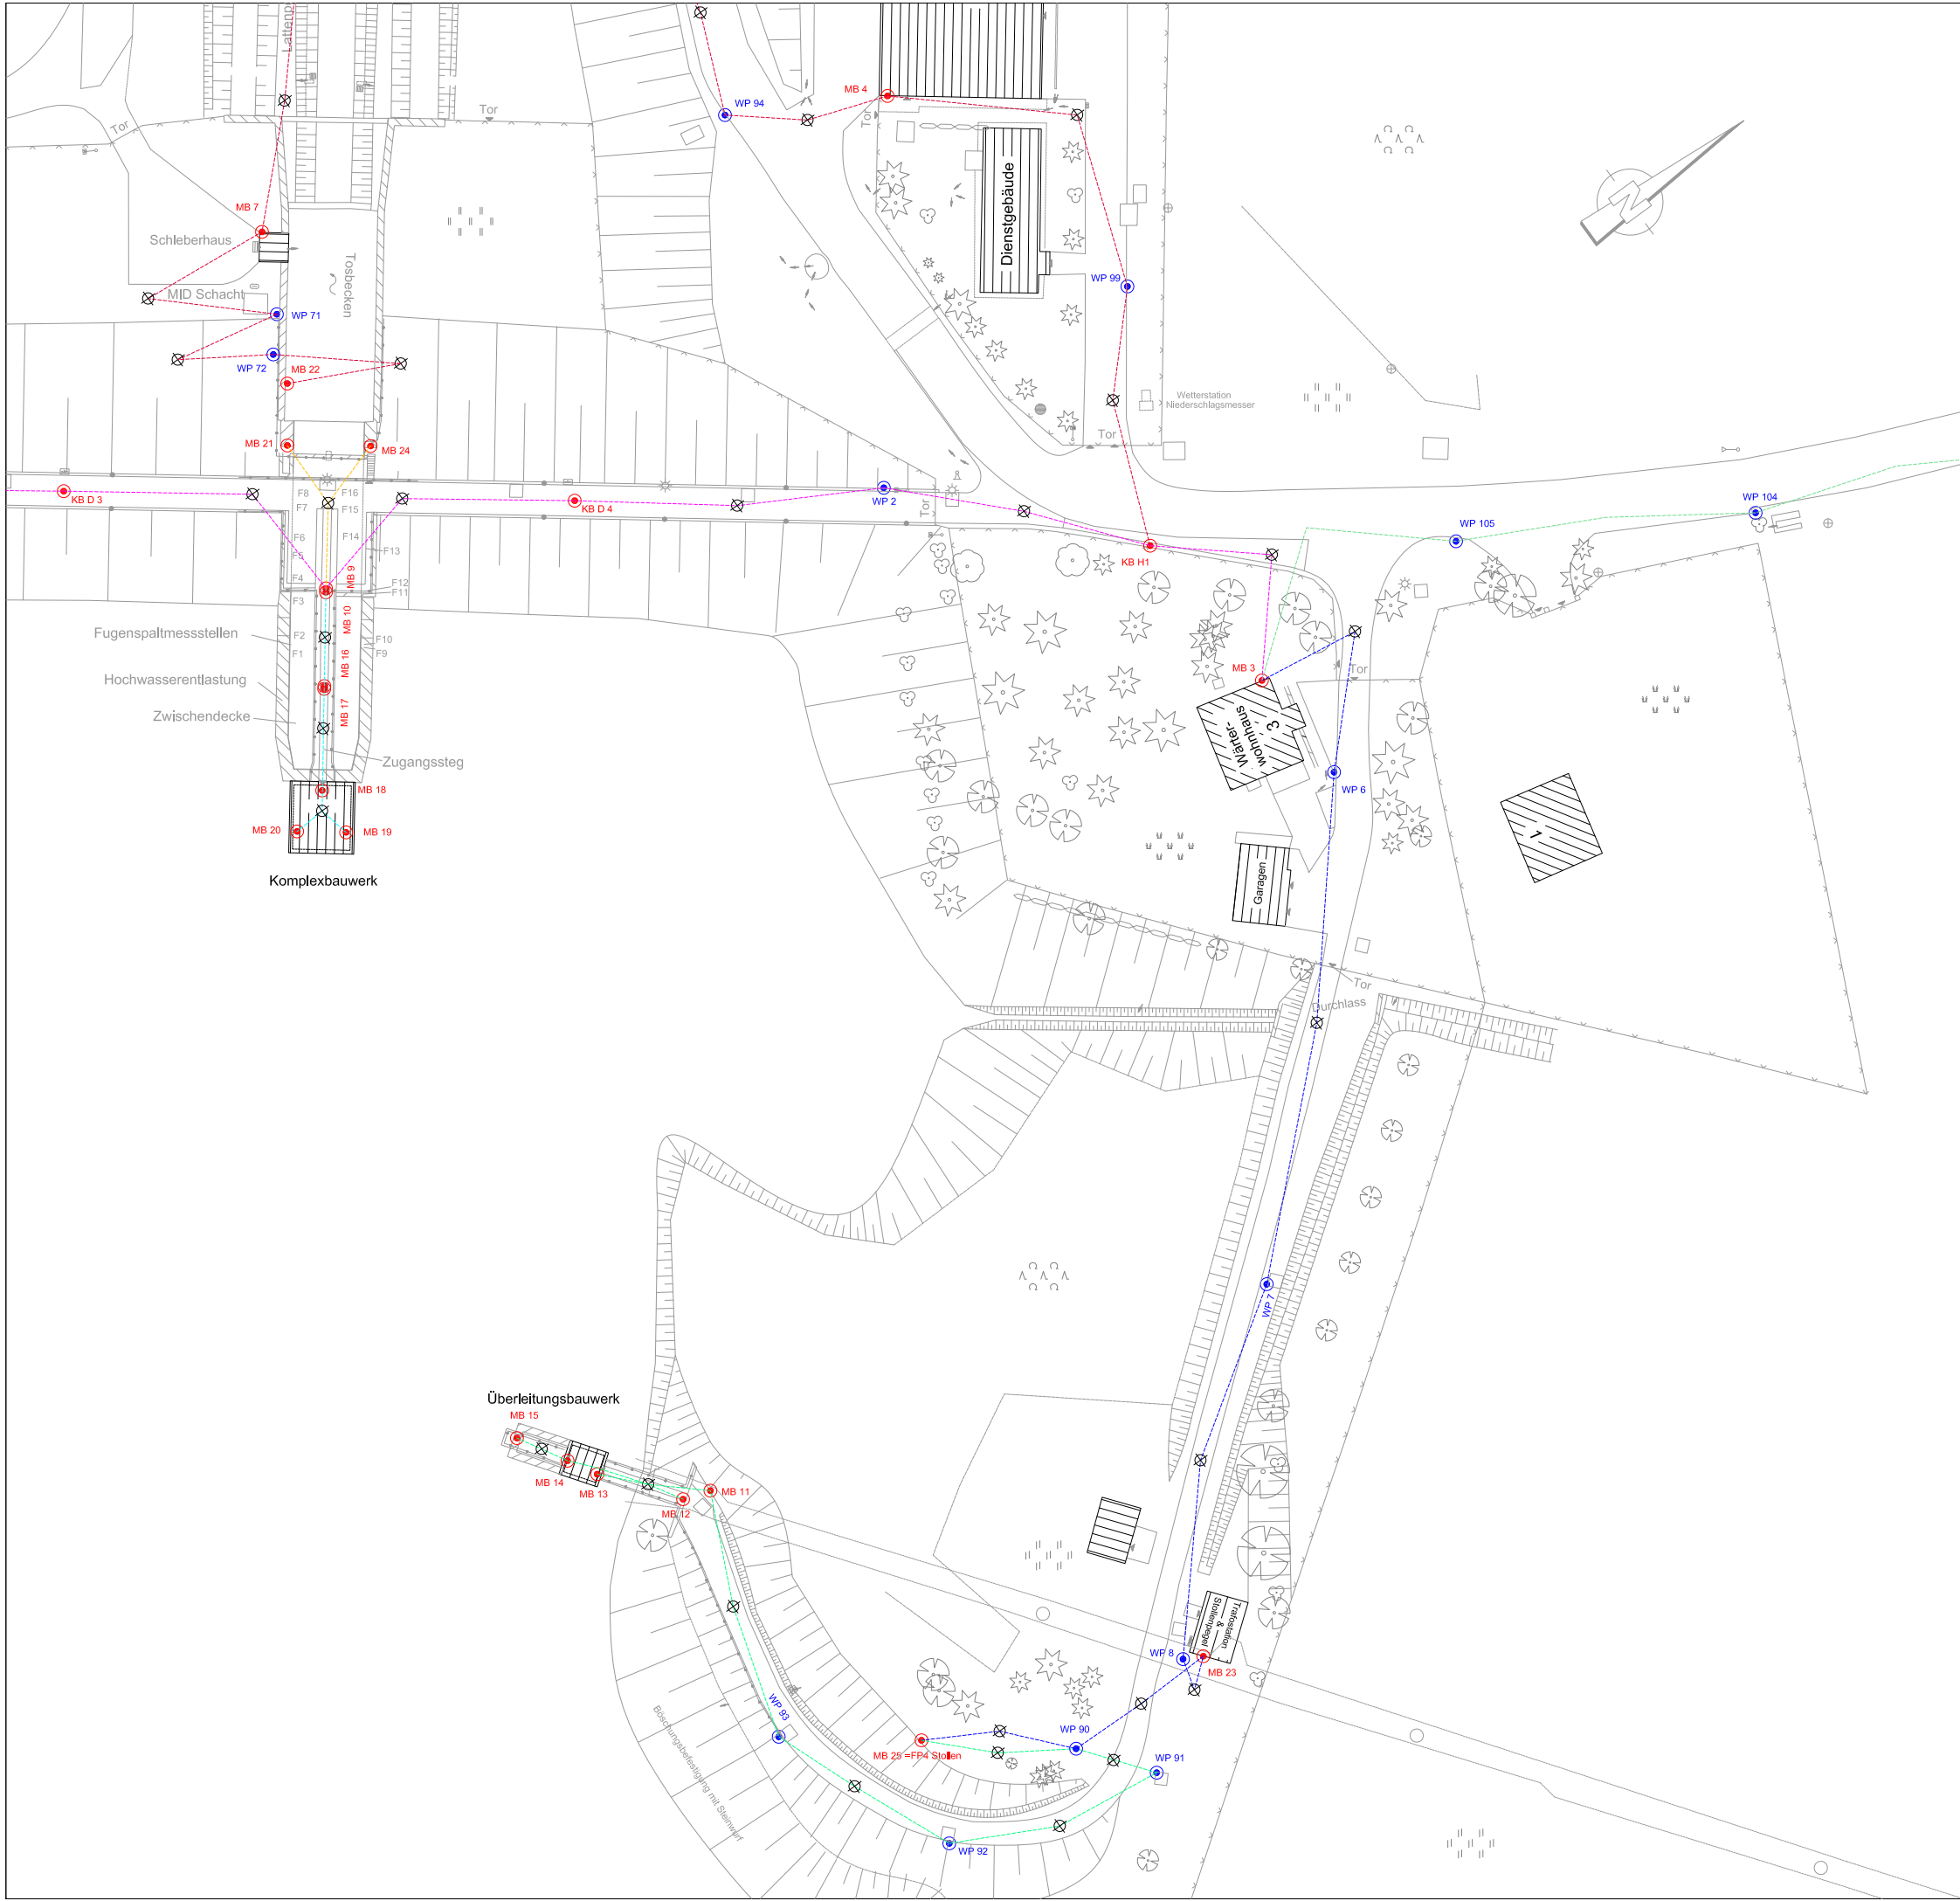 Lattenp
MB 4
WP 94
Tor
Tor
Tor
MB 7
Schieberhaus
Tosbecken
Dienstgebäude
N
MID Schacht
WP 71
WP 99
WP 72
MB 22
Wetterstation
Niederschlagsmesser
MB 21
MB 24
Tor
KB D 3
F8
F16
F7
F15
KB D 4
WP 2
Tor
WP 104
WP 105
F6
F14
F5
F13
KB H1
F4
MB 9
F12
F11
F3
MB 10
Fugenspaltmessstellen
F2
F10
F1
F9
MB 16
MB 3
Tor
Hochwasserentlastung
MB 17
Zwischendecke
Wärter-
wohnhaus
3
Zugangssteg
WP 6
MB 18
MB 20
MB 19
1
Komplexbauwerk
Garagen
Tor
Durchlass
WP 7
Überleitungsbauwerk
MB 15
MB 14
MB 13
MB 11
MB 12
Trafostation
&
Stollenpegel
WP 8
MB 23
WP 93
WP 90
MB 25 =FP4 Stollen
WP 91
Böschungsbefestigung mit Steinwurf
WP 92